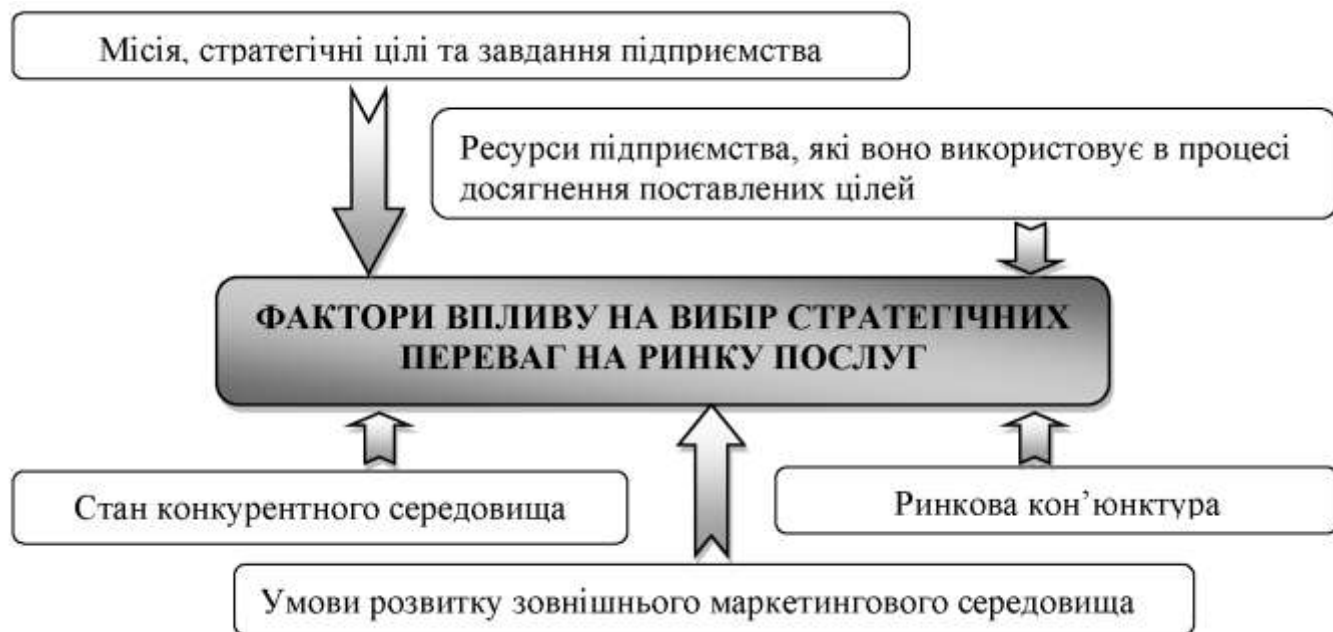 Місія, стратегічні цілі та завдання підприємства
Ресурси підприємства, які воно використовує в процесі
досягнення поставлених цілей
ФАКТОРИ ВПЛИВУ НА ВИБІР СТРАТЕГІЧНИХ
ПЕРЕВАГ НА РИНКУ ПОСЛУГ
Стан конкурентного середовища
Ринкова кон’юнктура
Умови розвитку зовнішнього маркетингового середовища